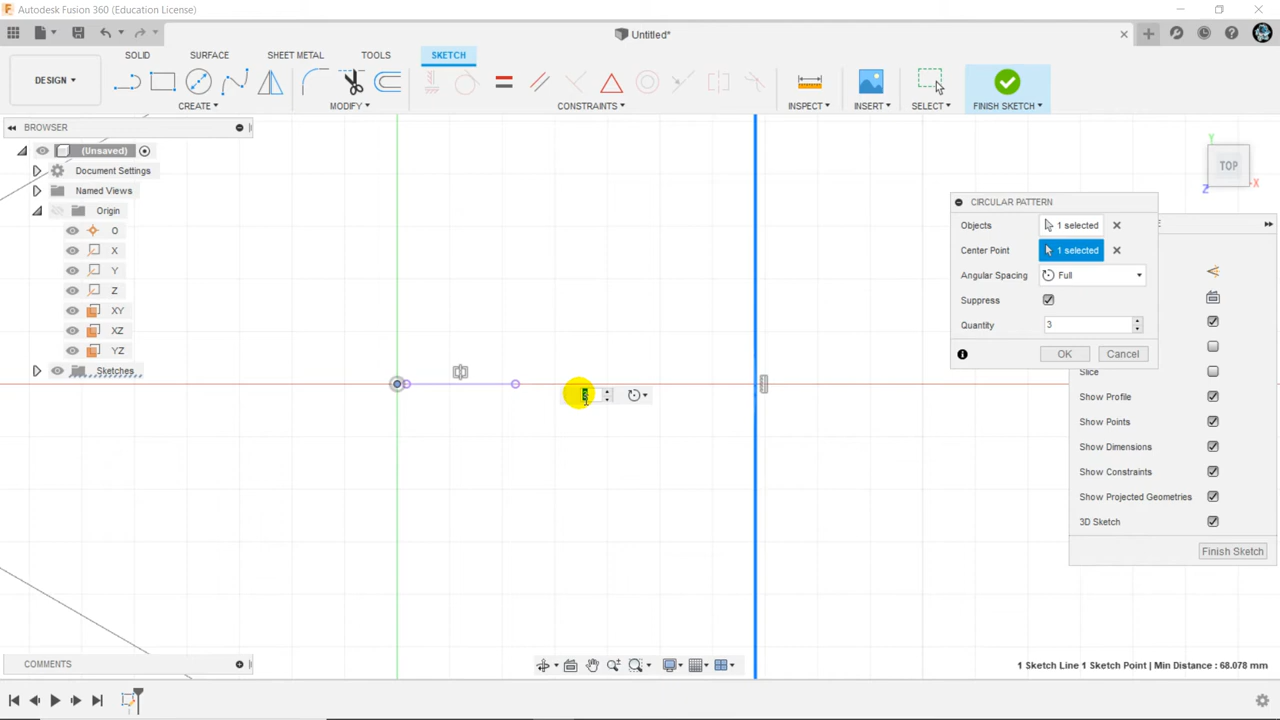 Autodesk Fusion 360 (Education License)
Untitled*
DESIGN
SOLID
SURFACE
SHEET METAL
TOOLS
SKETCH
CREATE
MODIFY
CONSTRAINTS
INSPECT
INSERT
SELECT
FINISH SKETCH
BROWSER
(Unsaved)
Document Settings
Named Views
Origin
O
X
Y
Z
XY
XZ
YZ
Sketches
TOP
Y
X
Z
CIRCULAR PATTERN
Objects 1 selected
Center Point 1 selected
Angular Spacing Full
Suppress
Quantity 3
OK Cancel
Slice
Show Profile
Show Points
Show Dimensions
Show Constraints
Show Projected Geometries
3D Sketch
Finish Sketch
3
COMMENTS
1 Sketch Line 1 Sketch Point | Min Distance : 68.078 mm